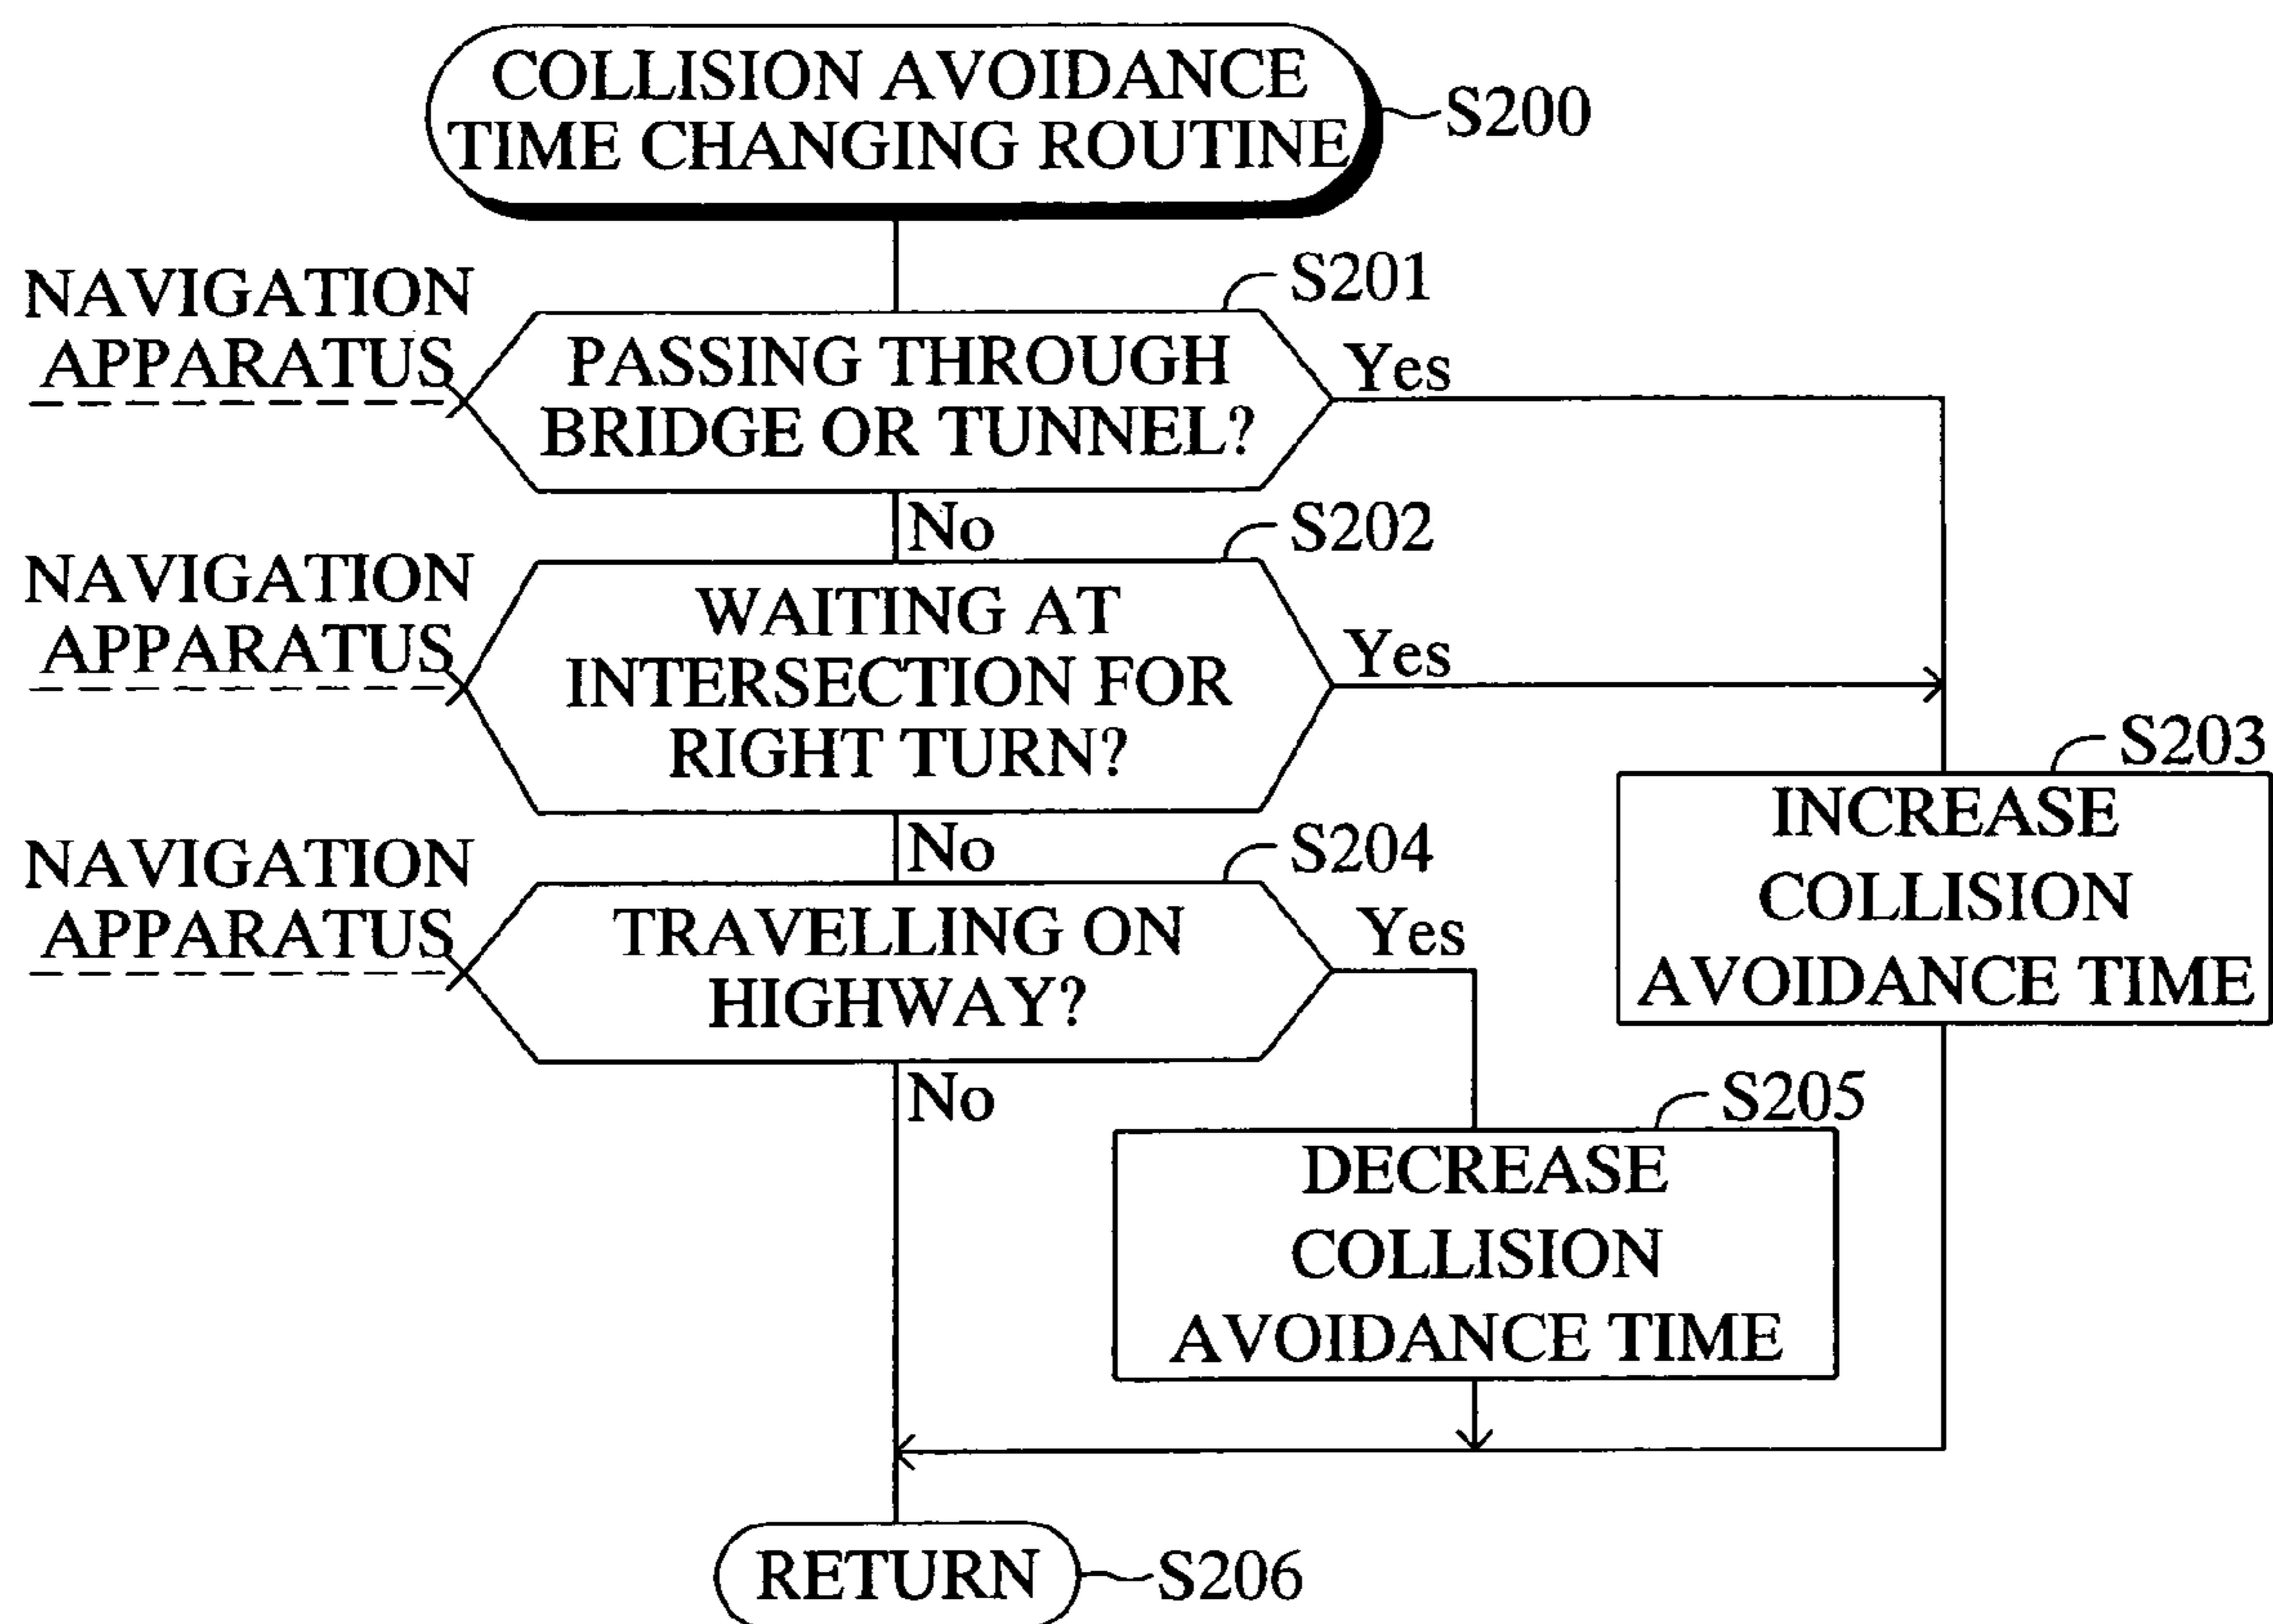 COLLISION AVOIDANCE
TIME CHANGING ROUTINE
S200
NAVIGATION
APPARATUS
S201
PASSING THROUGH
BRIDGE OR TUNNEL?
Yes
No
NAVIGATION
APPARATUS
S202
WAITING AT
INTERSECTION FOR
RIGHT TURN?
Yes
No
S203
INCREASE
COLLISION
AVOIDANCE TIME
NAVIGATION
APPARATUS
S204
TRAVELLING ON
HIGHWAY?
Yes
No
S205
DECREASE
COLLISION
AVOIDANCE TIME
RETURN
S206